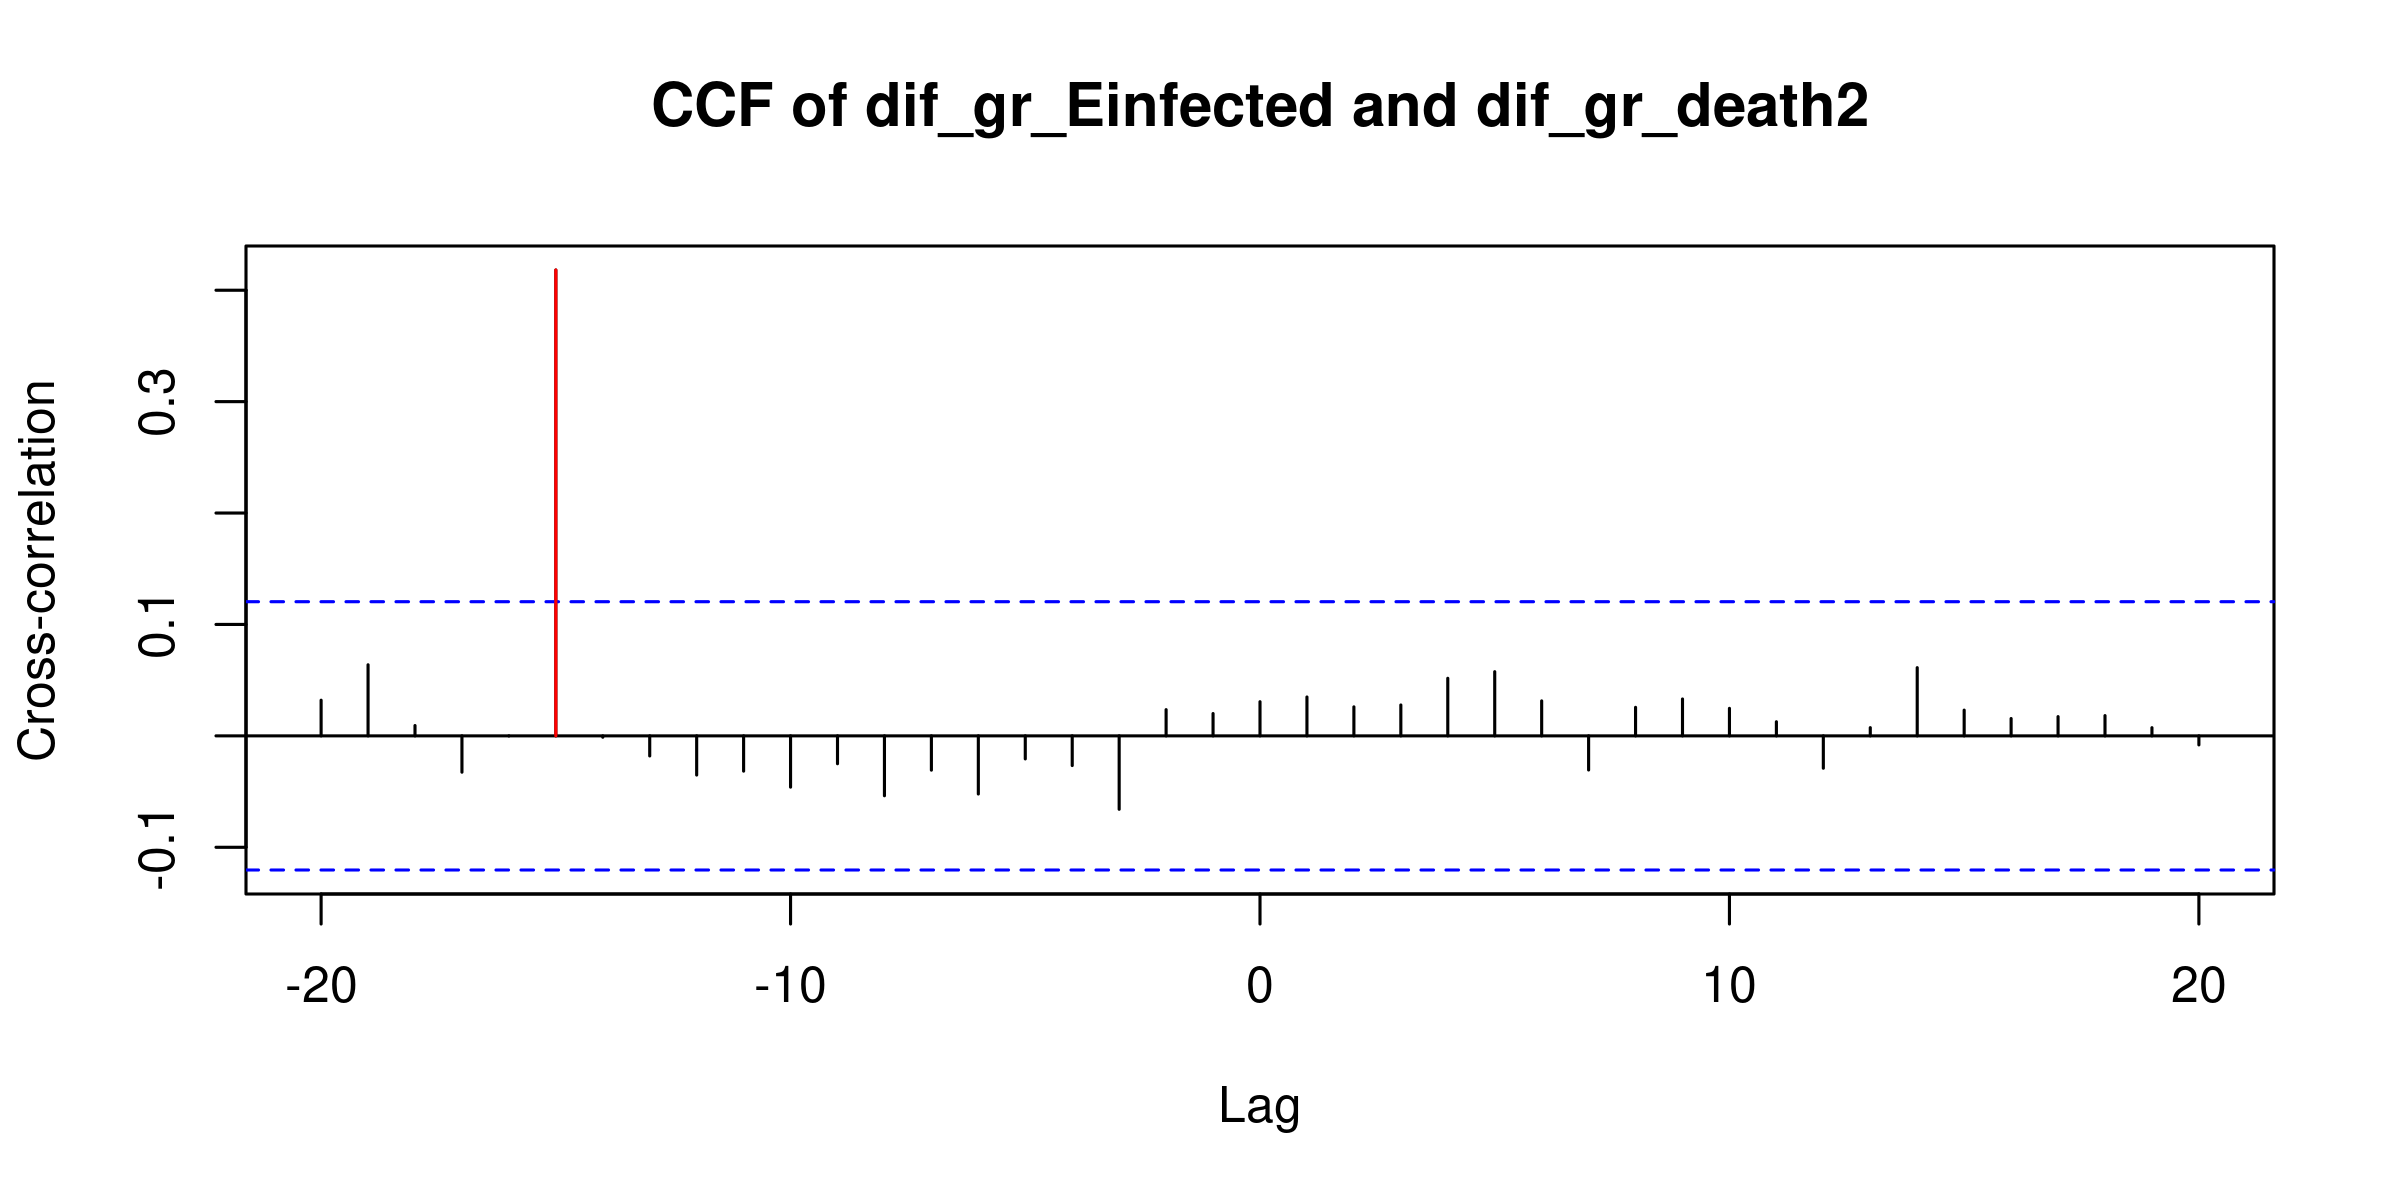 CCF of dif_gr_Einfected and dif_gr_death2
Cross-correlation
0.3
0.1
-0.1
-20 -10 0 10 20
Lag